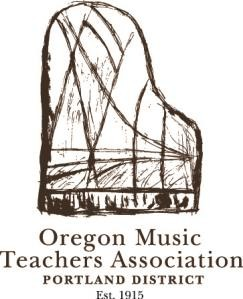 Oregon Music
Teachers Association
PORTLAND DISTRICT
Est. 1915